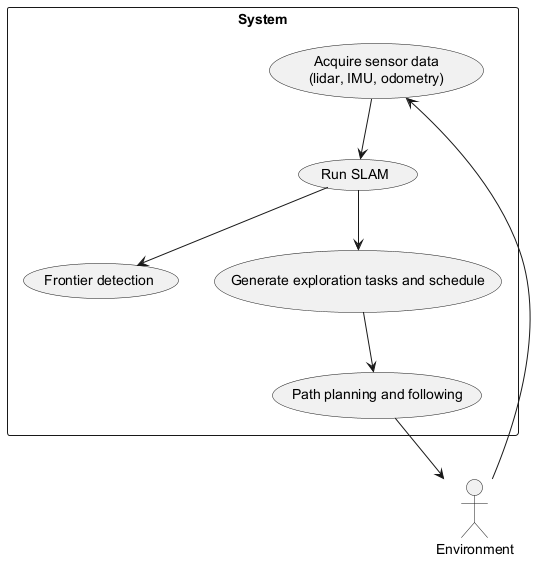 System
Acquire sensor data
(lidar, IMU, odometry)
Run SLAM
Frontier detection
Generate exploration tasks and schedule
Path planning and following
Environment